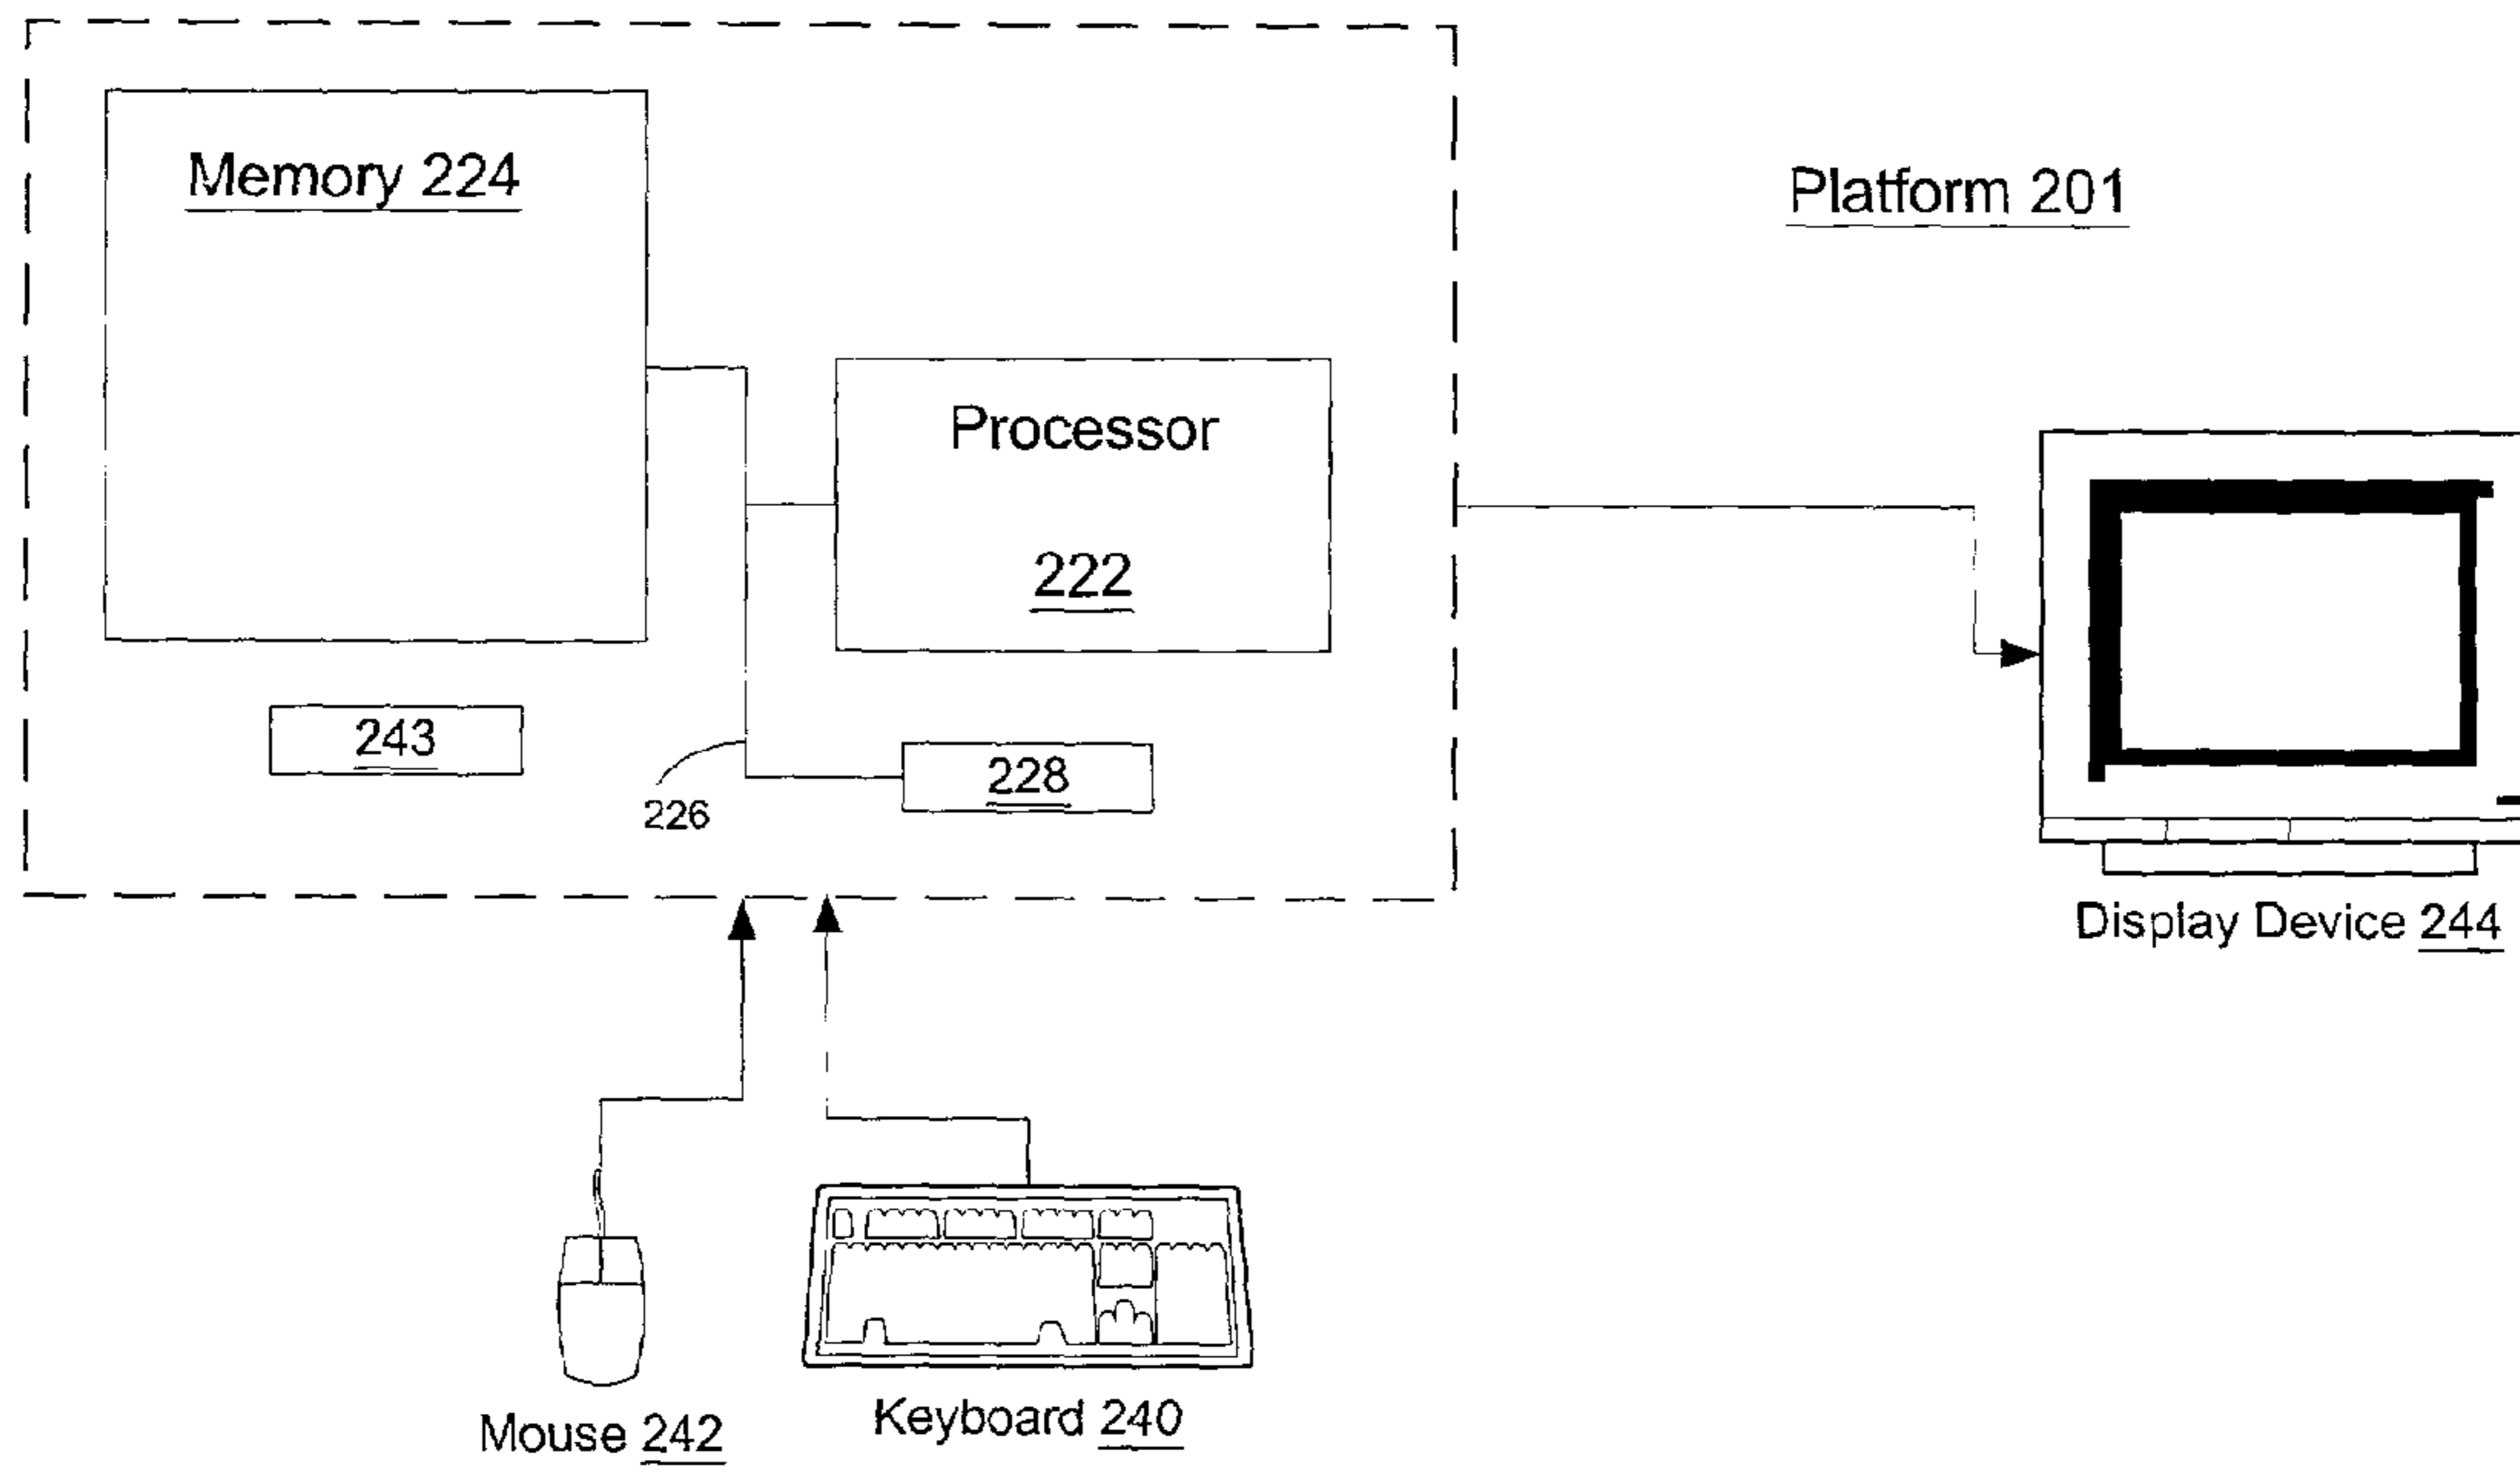 Memory 224
Platform 201
Processor
222
243
228
226
Display Device 244
Mouse 242
Keyboard 240